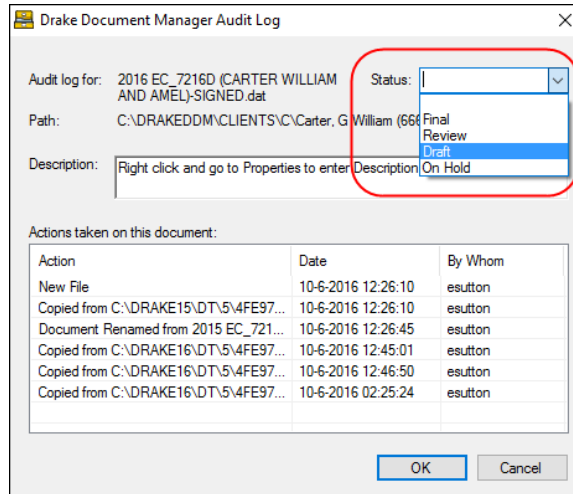 Drake Document Manager Audit Log
Audit log for: 2016 EC_7216D (CARTER WILLIAM AND AMEL)-SIGNED.dat
Status:
Final
Review
Draft
On Hold
Path: C:\DRAKEDDM\CLIENTS\C\Carter, G William (666
Description: Right click and go to Properties to enter Description
Actions taken on this document:
Action Date By Whom
New File 10-6-2016 12:26:10 esutton
Copied from C:\DRAKE15\DT\5\4FE97... 10-6-2016 12:26:10 esutton
Document Renamed from 2015 EC_721... 10-6-2016 12:26:45 esutton
Copied from C:\DRAKE16\DT\5\4FE97... 10-6-2016 12:45:01 esutton
Copied from C:\DRAKE16\DT\5\4FE97... 10-6-2016 12:46:50 esutton
Copied from C:\DRAKE16\DT\5\4FE97... 10-6-2016 02:25:24 esutton
OK Cancel